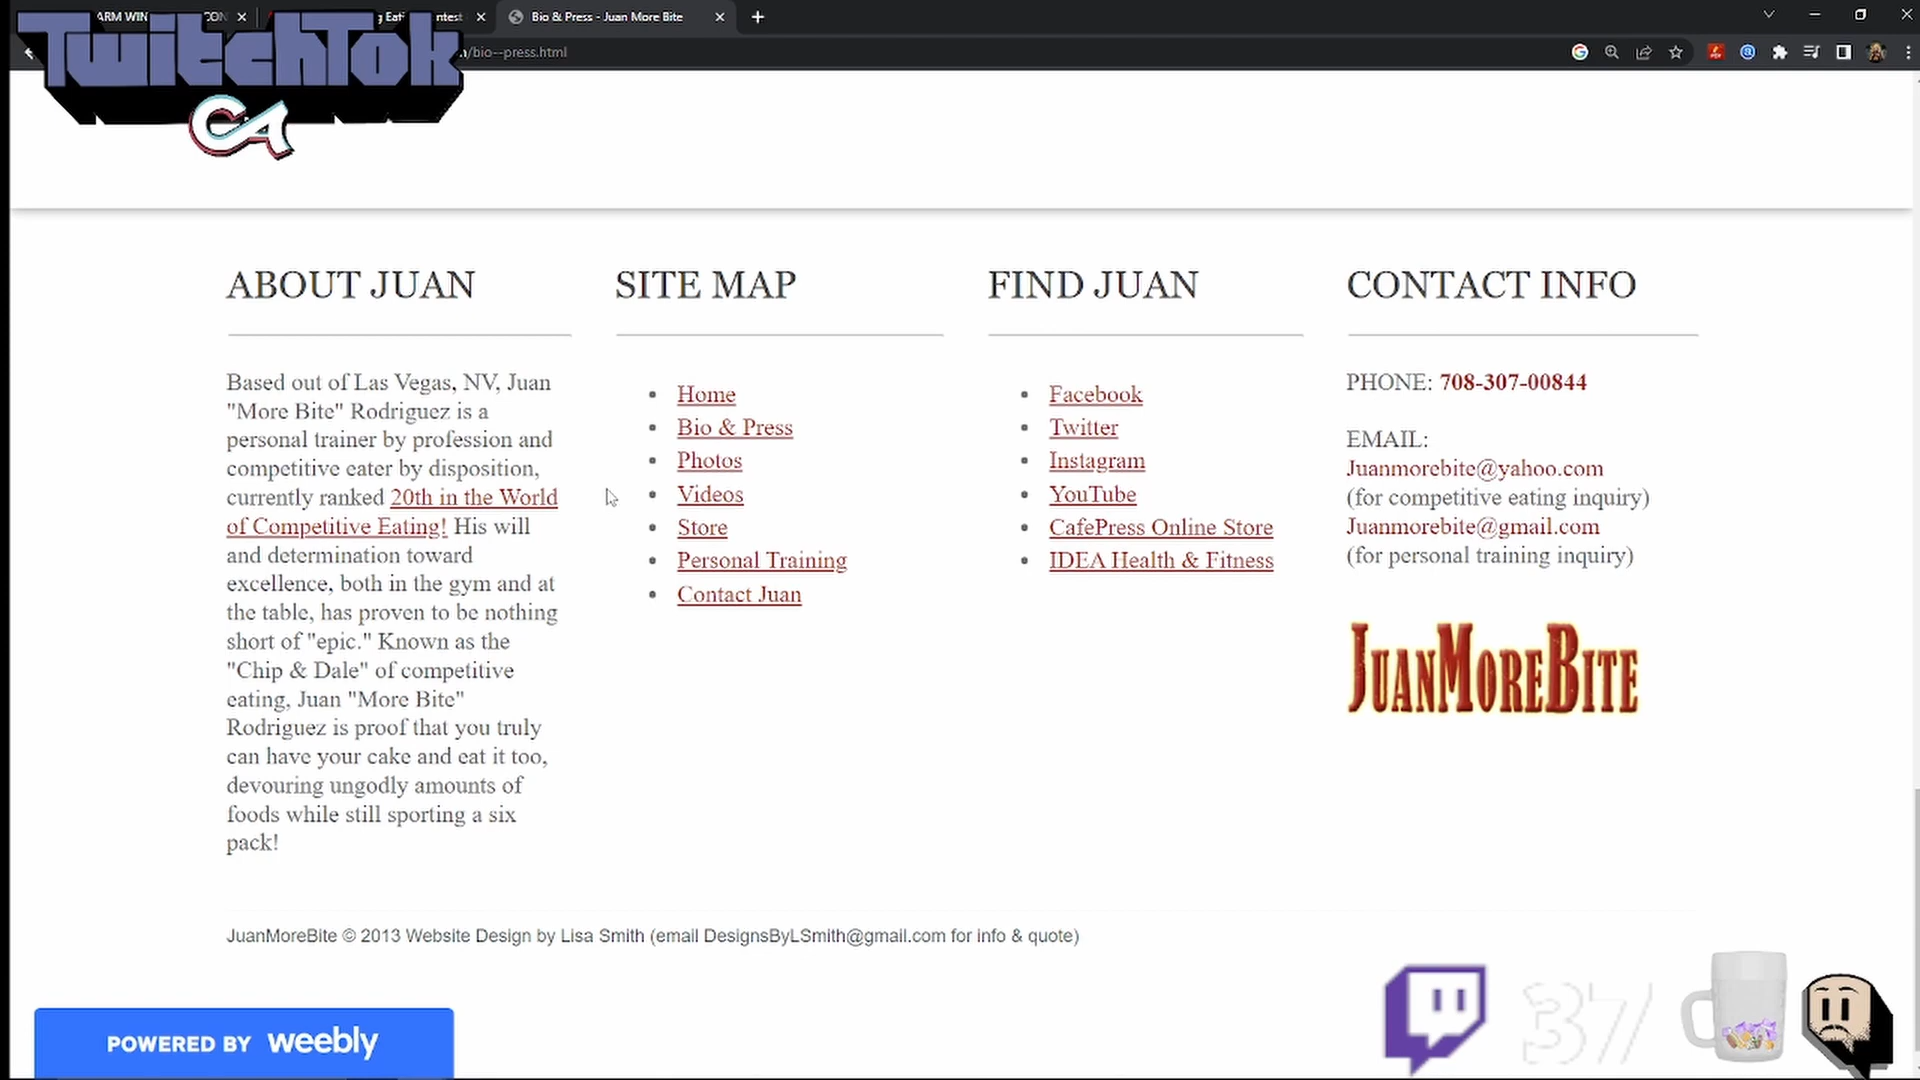 ARM WIN
CON
g Eati
ntest
Bio & Press - Juan More Bite
/bio--press.html
TwitchTok
CA
ABOUT JUAN
Based out of Las Vegas, NV, Juan
"More Bite" Rodriguez is a
personal trainer by profession and
competitive eater by disposition,
currently ranked 20th in the World
of Competitive Eating! His will
and determination toward
excellence, both in the gym and at
the table, has proven to be nothing
short of "epic." Known as the
"Chip & Dale" of competitive
eating, Juan "More Bite"
Rodriguez is proof that you truly
can have your cake and eat it too,
devouring ungodly amounts of
foods while still sporting a six
pack!
SITE MAP
Home
Bio & Press
Photos
Videos
Store
Personal Training
Contact Juan
FIND JUAN
Facebook
Twitter
Instagram
YouTube
CafePress Online Store
IDEA Health & Fitness
CONTACT INFO
PHONE: 708-307-00844
EMAIL:
Juanmorebite@yahoo.com
(for competitive eating inquiry)
Juanmorebite@gmail.com
(for personal training inquiry)
JUANMOREBITE
JuanMoreBite © 2013 Website Design by Lisa Smith (email DesignsByLSmith@gmail.com for info & quote)
POWERED BY weebly
37